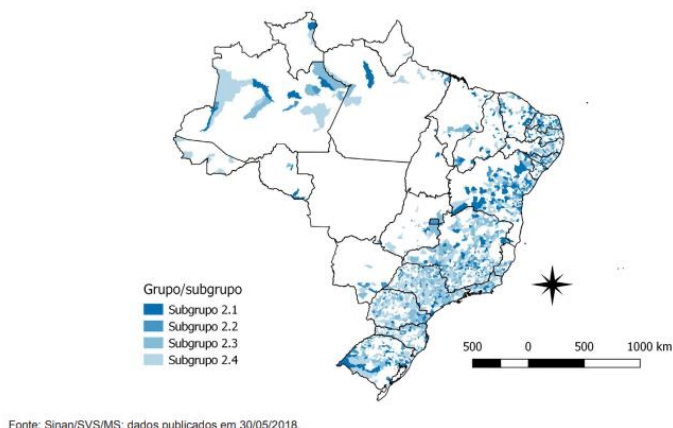 Grupo/subgrupo
Subgrupo 2.1
Subgrupo 2.2
Subgrupo 2.3
Subgrupo 2.4
500 0 500 1000 km
Fonte: Sinan/SVS/MS; dados publicados em 30/05/2018.